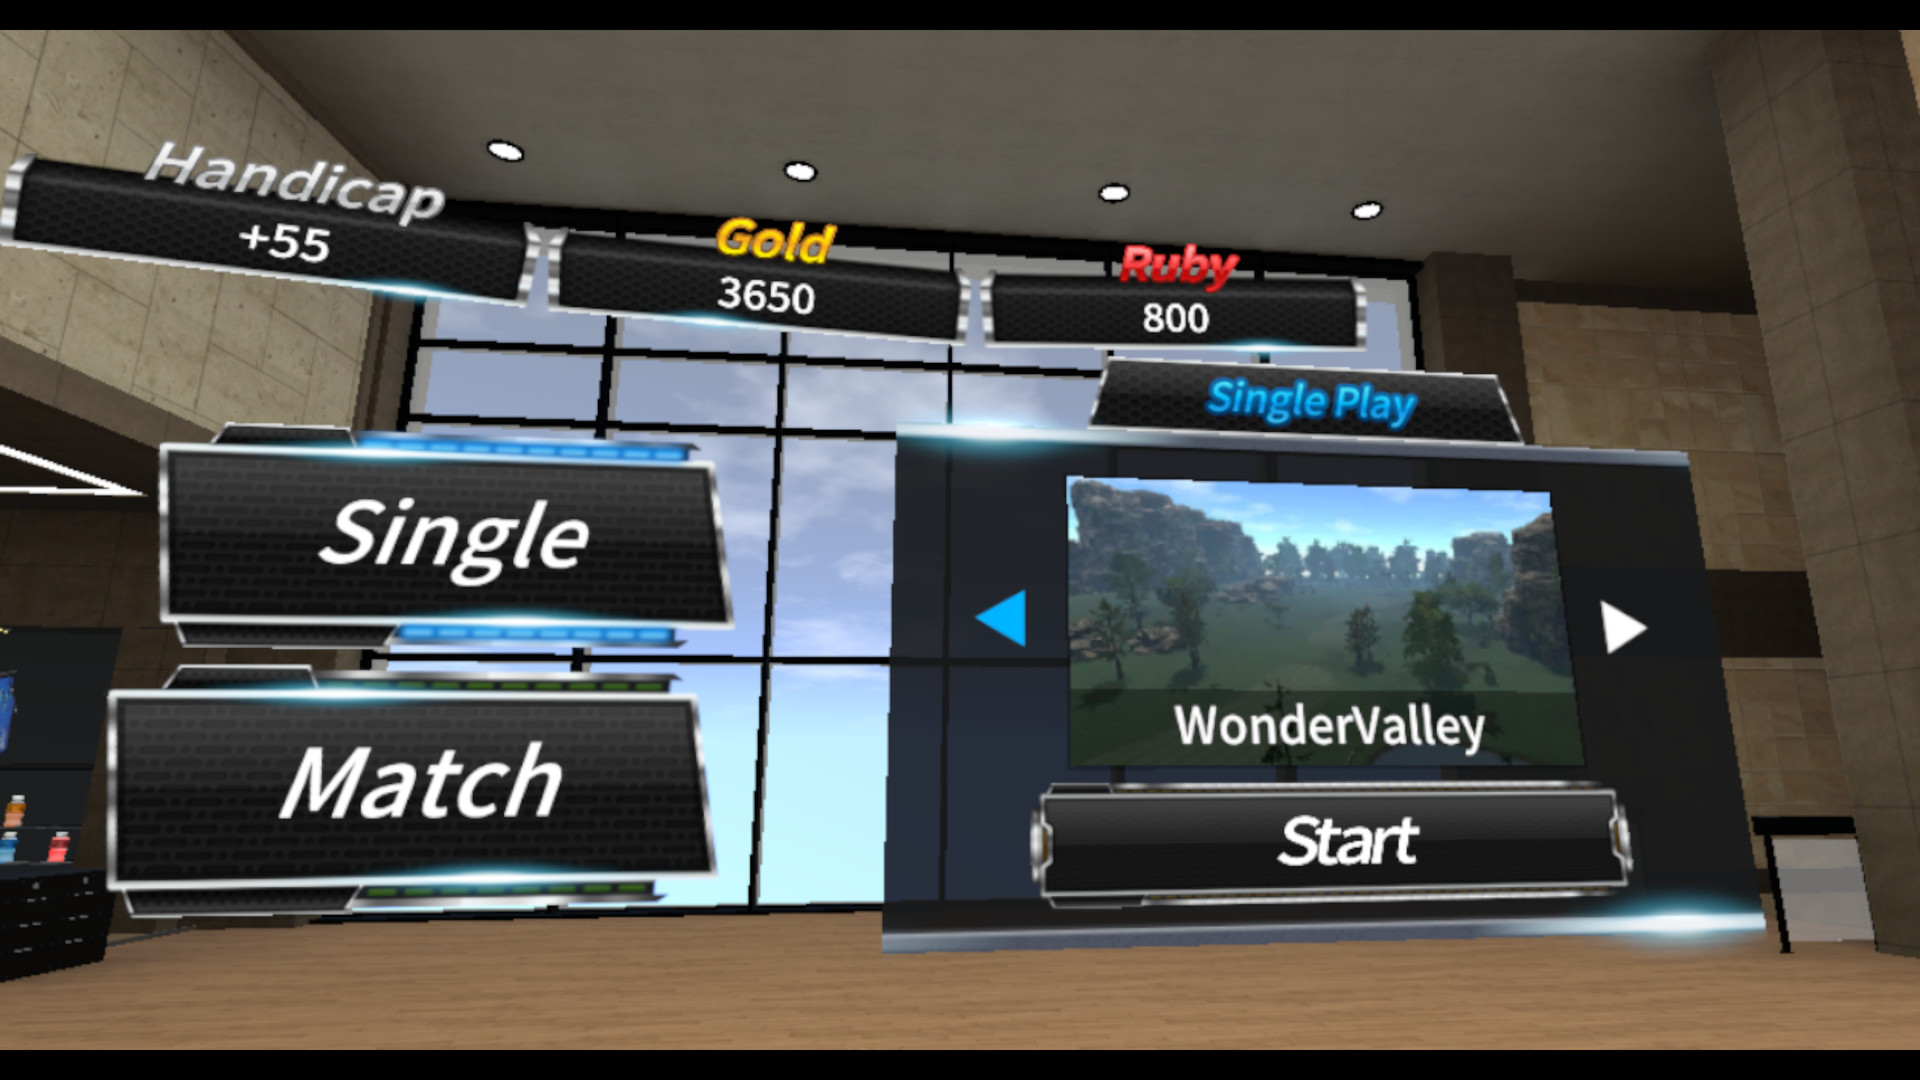 Handicap
+55
Gold
3650
Ruby
800
Single Play
Single
Match
WonderValley
Start